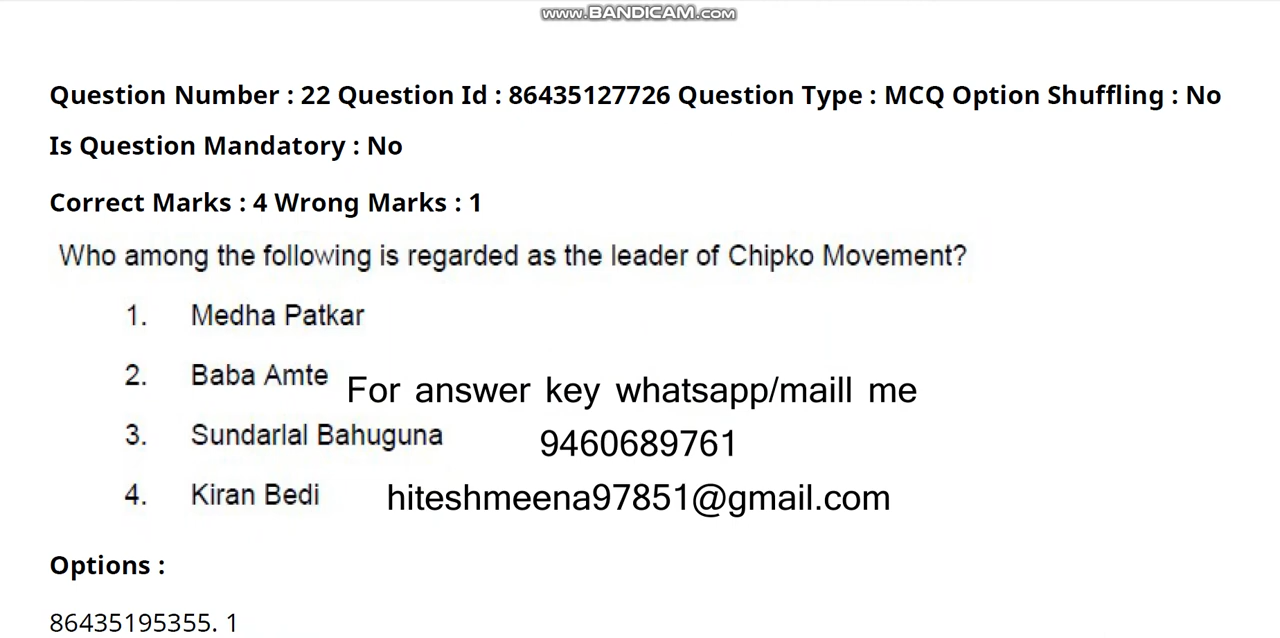 www.BANDICAM.com
Question Number : 22 Question Id : 86435127726 Question Type : MCQ Option Shuffling : No
Is Question Mandatory : No
Correct Marks : 4 Wrong Marks : 1
Who among the following is regarded as the leader of Chipko Movement?
1. Medha Patkar
2. Baba Amte
For answer key whatsapp/maill me
3. Sundarlal Bahuguna
9460689761
4. Kiran Bedi
hiteshmeena97851@gmail.com
Options :
86435195355. 1